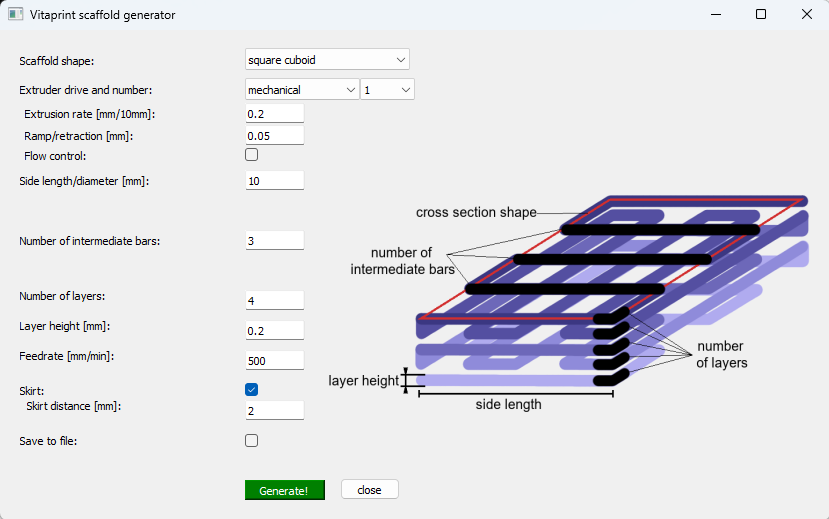 Vitaprint scaffold generator
Scaffold shape:
square cuboid
Extruder drive and number:
mechanical
1
Extrusion rate [mm/10mm]:
0.2
Ramp/retraction [mm]:
0.05
Flow control:
Side length/diameter [mm]:
10
Number of intermediate bars:
3
Number of layers:
4
Layer height [mm]:
0.2
Feedrate [mm/min]:
500
Skirt:
Skirt distance [mm]:
2
Save to file:
Generate!
close
cross section shape
number of
intermediate bars
number
of layers
layer height
side length